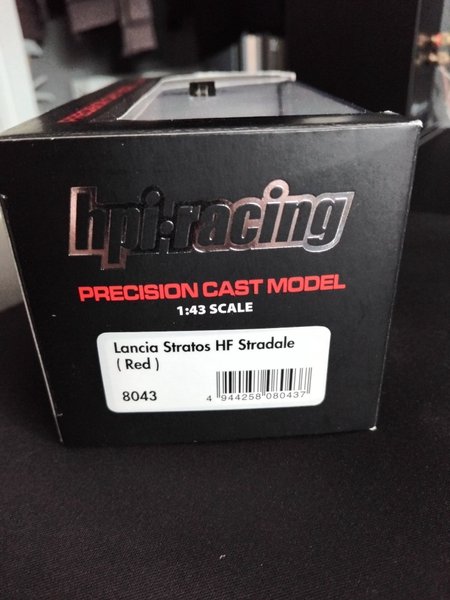 hpi·racing
PRECISION CAST MODEL
1:43 SCALE
Lancia Stratos HF Stradale
( Red )
8043
4 944258 080437